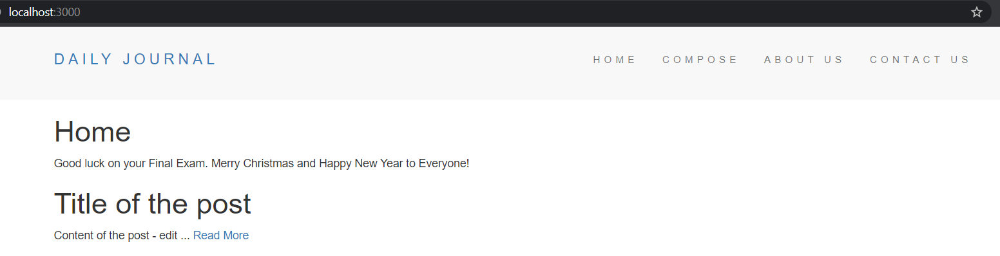 localhost:3000
DAILY JOURNAL
HOME COMPOSE ABOUT US CONTACT US
Home
Good luck on your Final Exam. Merry Christmas and Happy New Year to Everyone!
Title of the post
Content of the post - edit ... Read More